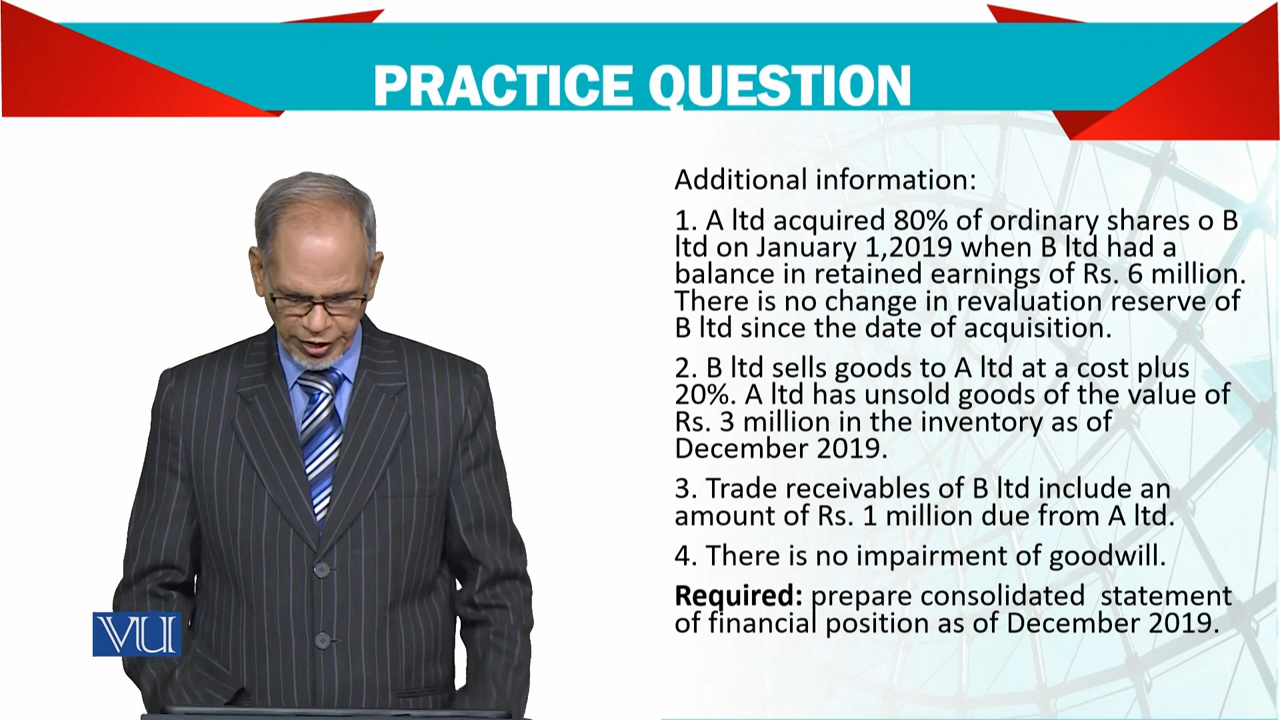 PRACTICE QUESTION
Additional information:
1. A ltd acquired 80% of ordinary shares o B
ltd on January 1,2019 when B ltd had a
balance in retained earnings of Rs. 6 million.
There is no change in revaluation reserve of
B ltd since the date of acquisition.
2. B ltd sells goods to A ltd at a cost plus
20%. A ltd has unsold goods of the value of
Rs. 3 million in the inventory as of
December 2019.
3. Trade receivables of B ltd include an
amount of Rs. 1 million due from A ltd.
4. There is no impairment of goodwill.
Required: prepare consolidated statement
of financial position as of December 2019.
VU